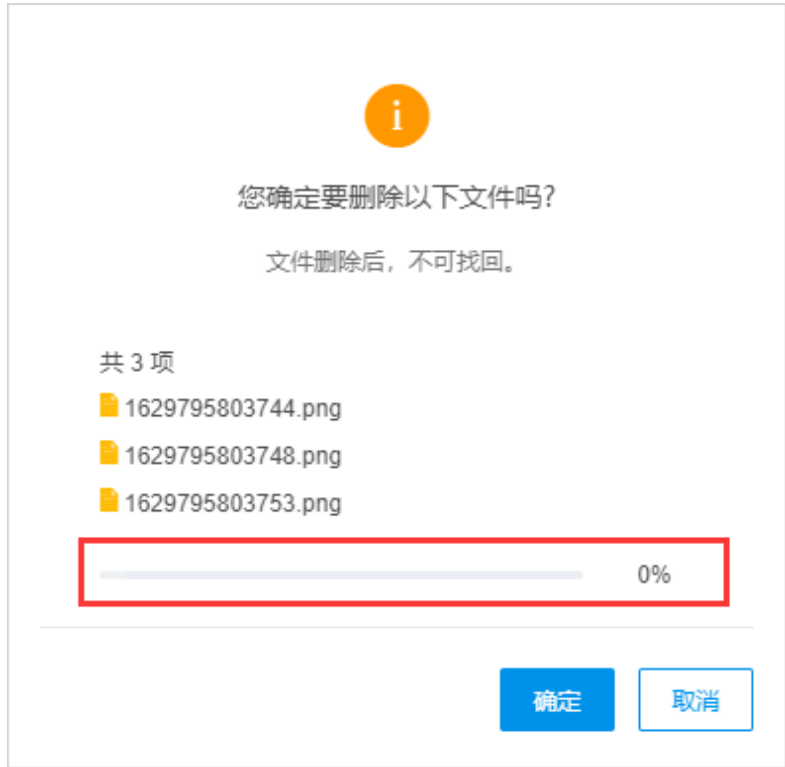 i
您确定要删除以下文件吗?
文件删除后，不可找回。
共 3 项
1629795803744.png
1629795803748.png
1629795803753.png
0%
确定
取消